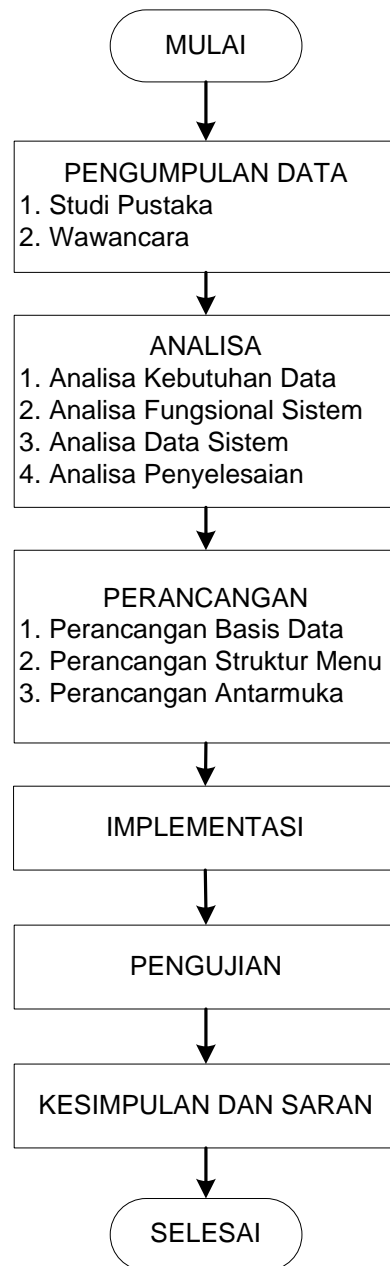 MULAI
PENGUMPULAN DATA
1. Studi Pustaka
2. Wawancara
ANALISA
1. Analisa Kebutuhan Data
2. Analisa Fungsional Sistem
3. Analisa Data Sistem
4. Analisa Penyelesaian
PERANCANGAN
1. Perancangan Basis Data
2. Perancangan Struktur Menu
3. Perancangan Antarmuka
IMPLEMENTASI
PENGUJIAN
KESIMPULAN DAN SARAN
SELESAI